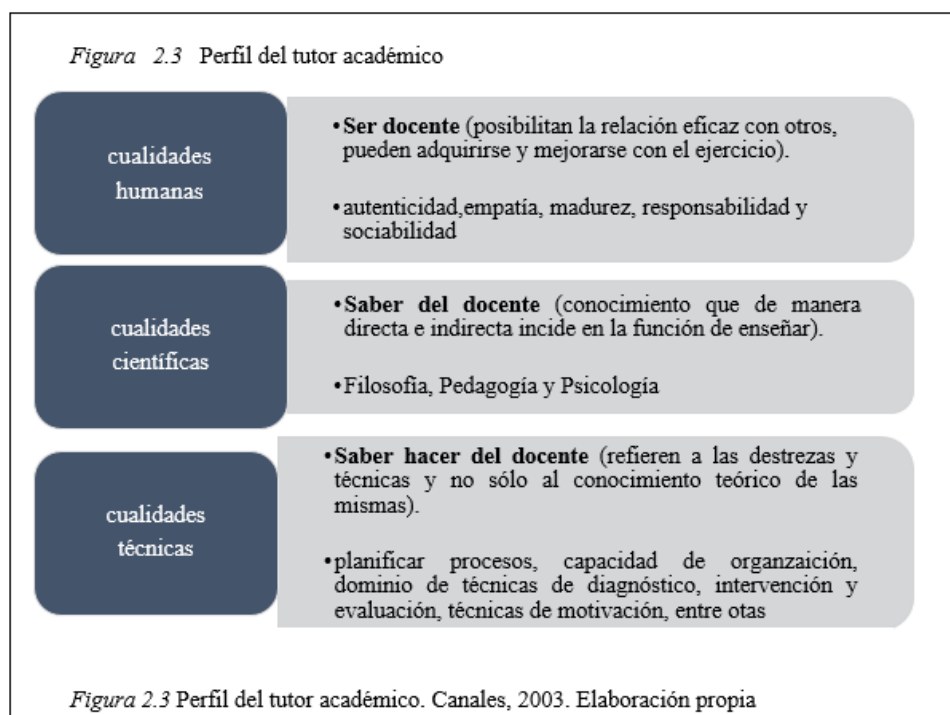 Figura 2.3 Perfil del tutor académico
cualidades
humanas
•Ser docente (posibilitan la relación eficaz con otros,
pueden adquirirse y mejorarse con el ejercicio).
•autenticidad,empatía, madurez, responsabilidad y
sociabilidad
cualidades
científicas
•Saber del docente (conocimiento que de manera
directa e indirecta incide en la función de enseñar).
•Filosofía, Pedagogía y Psicología
cualidades
técnicas
•Saber hacer del docente (refieren a las destrezas y
técnicas y no sólo al conocimiento teórico de las
mismas).
•planificar procesos, capacidad de organzaición,
dominio de técnicas de diagnóstico, intervención y
evaluación, técnicas de motivación, entre otas
Figura 2.3 Perfil del tutor académico. Canales, 2003. Elaboración propia